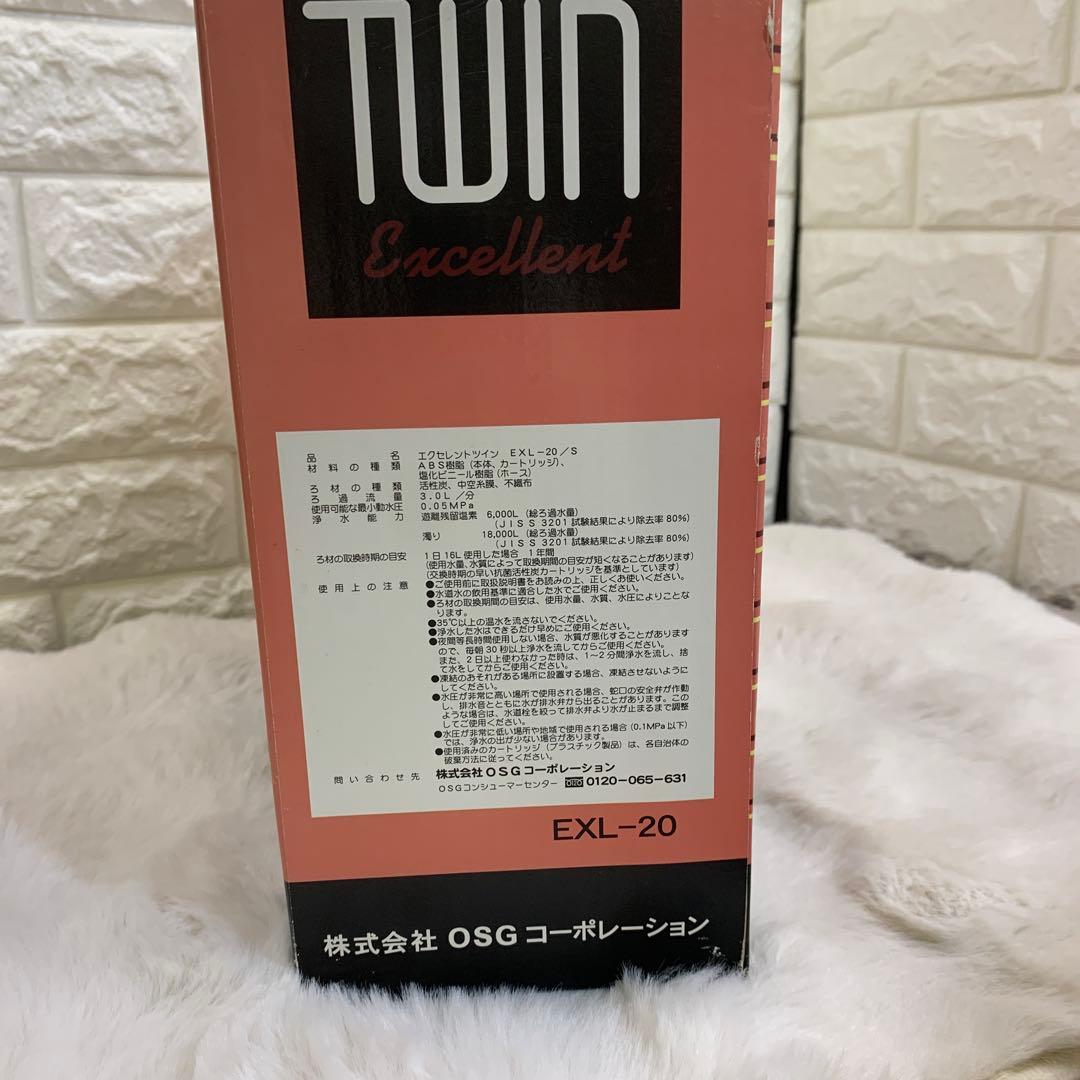 TWIN
Excellent
品名 エクセレントツイン EXL-20/S
材料の種類 ABS樹脂(本体、カートリッジ)、
塩化ビニール樹脂(ホース)
ろ材の種類 活性炭、中空糸膜、不織布
ろ過流量 3.0L/分
使用可能な最小動水圧 0.05MPa
浄水能力 遊離残留塩素 6,000L(総ろ過水量)
(JIS S 3201試験結果により除去率80%)
濁り 18,000L(総ろ過水量)
(JIS S 3201試験結果により除去率80%)
ろ材の取換時期の目安 1日16L使用した場合 1年間
(使用水量、水質によって取換期間の目安が短くなることがあります)
(交換時期の早い抗菌活性炭カートリッジを基準としています)
使用上の注意 ●ご使用前に取扱説明書をお読みの上、正しくお使いください。
●水道水の飲用基準に適合した水でご使用ください。
●ろ材の取換期間の目安は、使用水量、水質、水圧によりことな
ります。
●35℃以上の温水を流さないでください。
●浄水した水はできるだけ早めにご使用ください。
●夜間等長時間使用しない場合、水質が悪化することがあります
ので、毎朝30秒以上浄水を流してからご使用ください。
また、2日以上使わなかった時は、1〜2分間浄水を流し、捨
て水をしてからご使用ください。
●凍結のおそれがある場所に設置する場合、凍結させないように
してください。
●水圧が非常に高い場所で使用される場合、蛇口の安全弁が作動
し、排水音とともに水が排水弁から出ることがあります。この
ような場合は、水道栓を絞って排水弁より水が止まるまで調整
してご使用ください。
●水圧が非常に低い場所や地域で使用される場合(0.1MPa以下)
では、浄水の出が少ない場合があります。
●使用済みのカートリッジ(プラスチック製品)は、各自治体の
破棄方法に従ってください。
問い合わせ先 株式会社OSGコーポレーション
OSGコンシューマーセンター 0120-065-631
EXL-20
株式会社 OSG コーポレーション